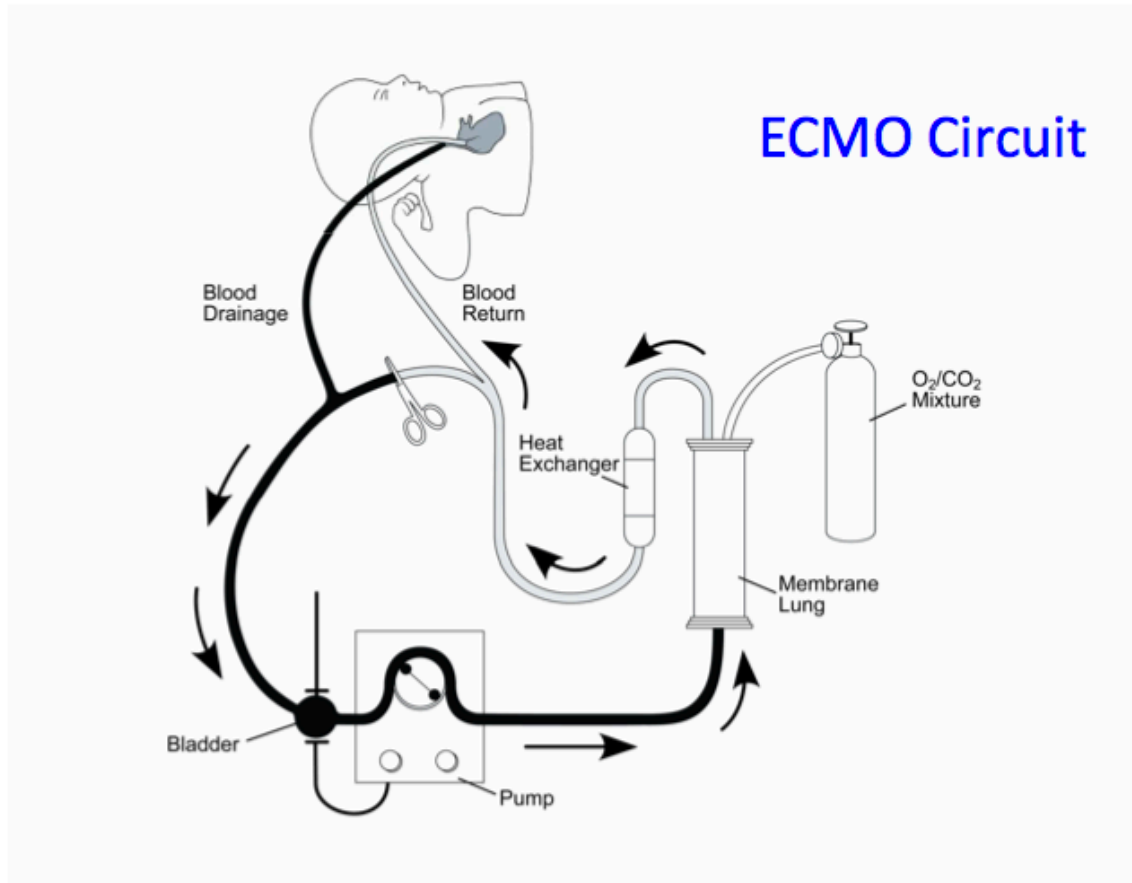 ECMO Circuit
Blood
Drainage
Blood
Return
O₂/CO₂
Mixture
Heat
Exchanger
Membrane
Lung
Bladder
Pump